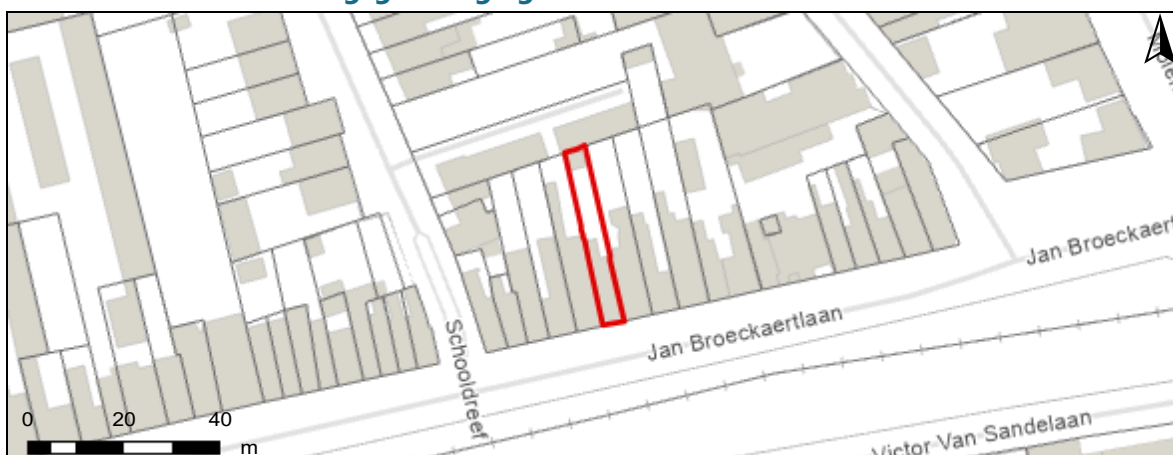 Jan Broeckaert
Jan Broeckaertlaan
Schooldreef
Victor Van Sandelaan
0 20 40
m